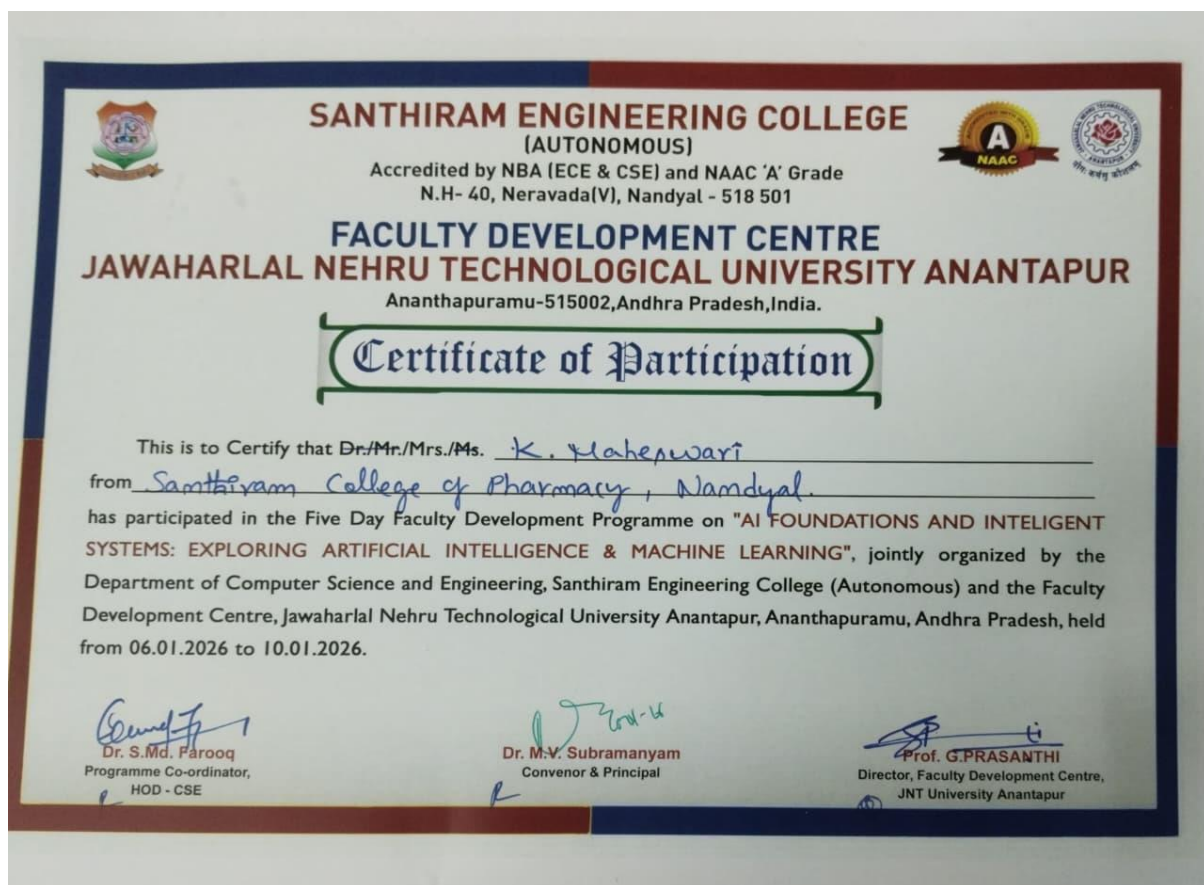 SANTHIRAM ENGINEERING COLLEGE
(AUTONOMOUS)
Accredited by NBA (ECE & CSE) and NAAC 'A' Grade
N.H- 40, Neravada(V), Nandyal - 518 501
A
NAAC
FACULTY DEVELOPMENT CENTRE
JAWAHARLAL NEHRU TECHNOLOGICAL UNIVERSITY ANANTAPUR
Ananthapuramu-515002,Andhra Pradesh,India.
Certificate of Participation
This is to Certify that Dr./Mr./Mrs./Ms. K. Maheswari
from Santhiram College of Pharmacy, Nandyal.
has participated in the Five Day Faculty Development Programme on "AI FOUNDATIONS AND INTELIGENT
SYSTEMS: EXPLORING ARTIFICIAL INTELLIGENCE & MACHINE LEARNING", jointly organized by the
Department of Computer Science and Engineering, Santhiram Engineering College (Autonomous) and the Faculty
Development Centre, Jawaharlal Nehru Technological University Anantapur, Ananthapuramu, Andhra Pradesh, held
from 06.01.2026 to 10.01.2026.
Dr. S.Md. Farooq
Programme Co-ordinator,
HOD - CSE
Dr. M.V. Subramanyam
Convenor & Principal
Prof. G.PRASANTHI
Director, Faculty Development Centre,
JNT University Anantapur